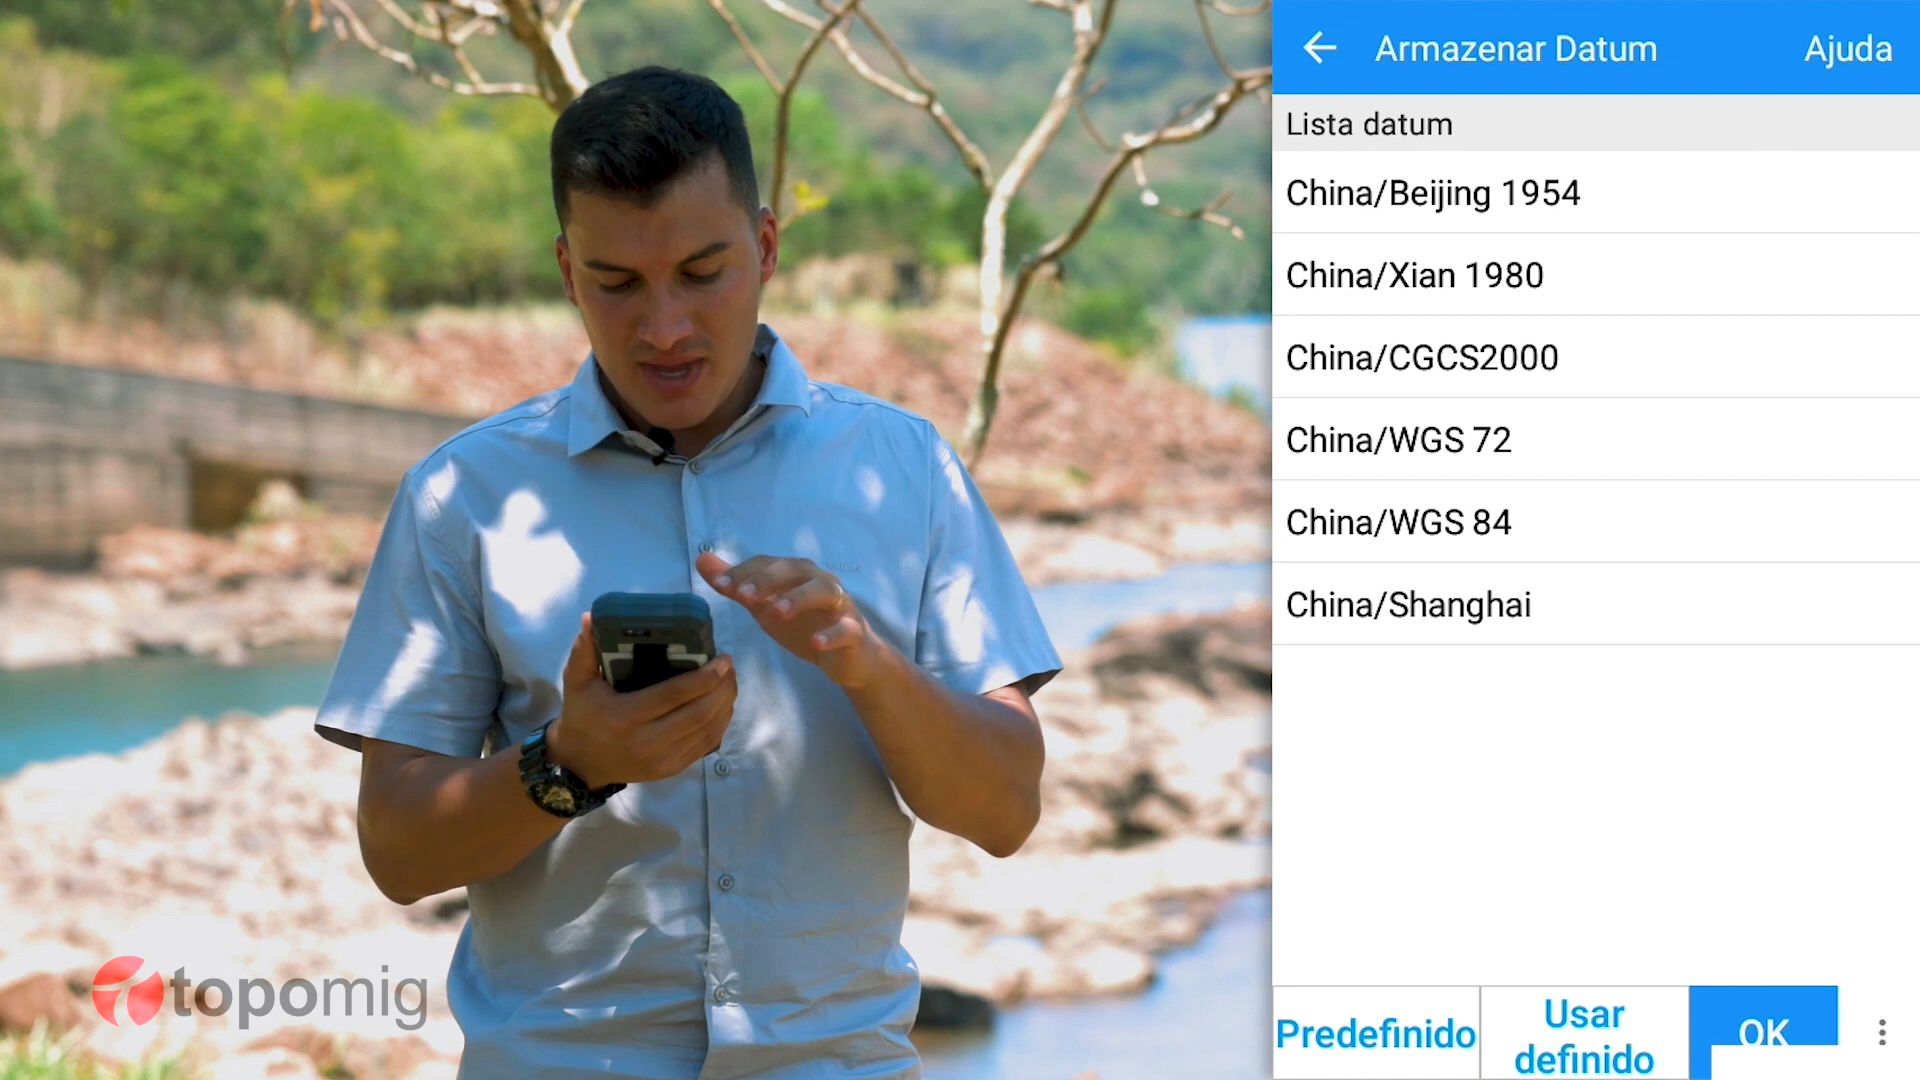 Armazenar Datum
Ajuda
Lista datum
China/Beijing 1954
China/Xian 1980
China/CGCS2000
China/WGS 72
China/WGS 84
China/Shanghai
Predefinido
Usar
definido
OK
topomig